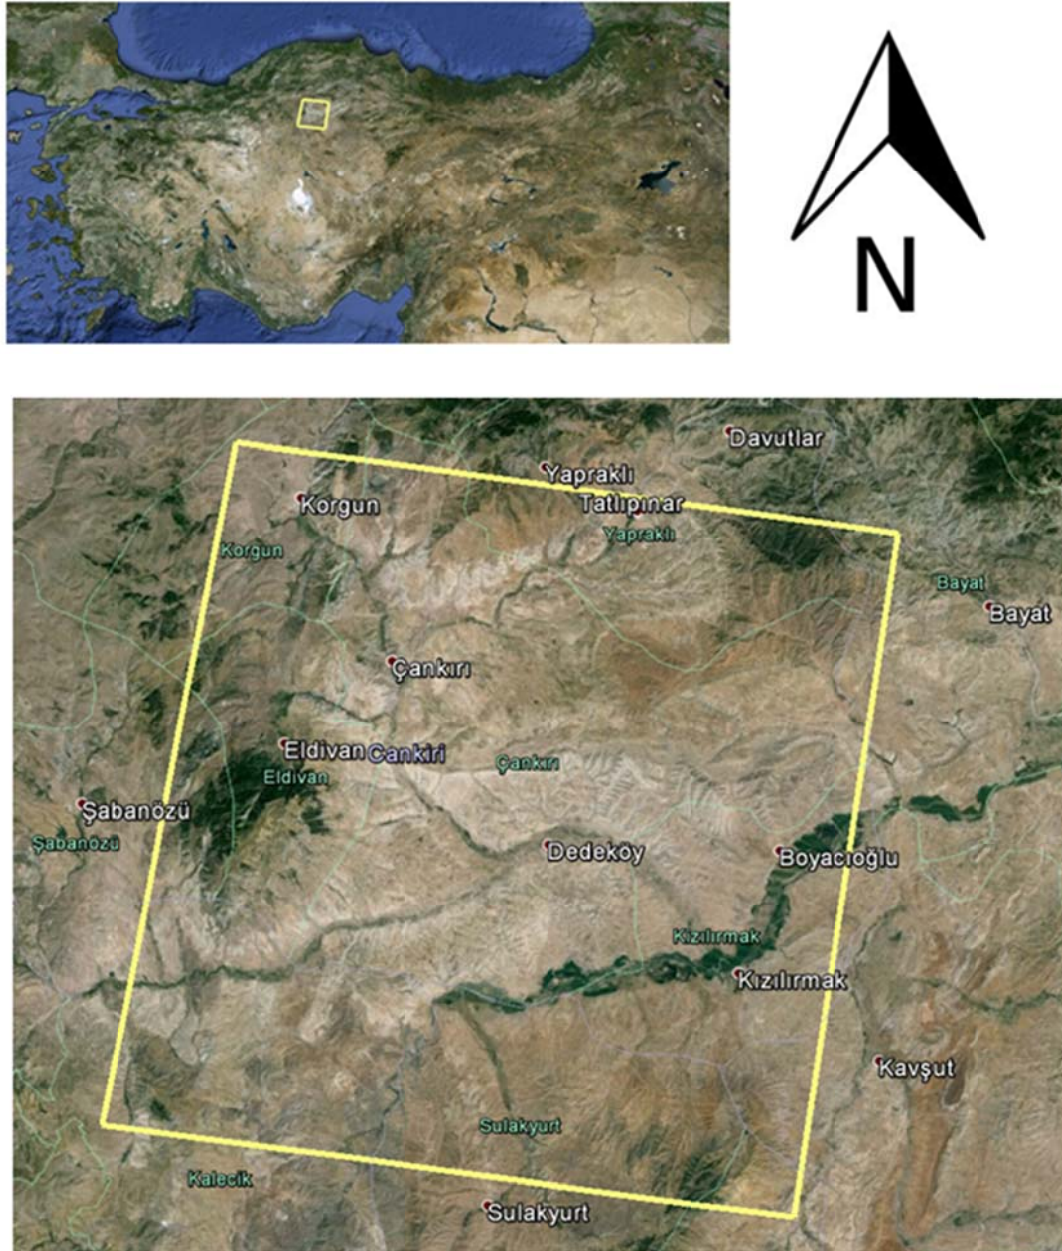 N
Davutlar
Yapraklı
Korgun
Tatlıpınar
Yapraklı
Korgun
Bayat
Bayat
Çankırı
Eldivan
Cankiri
Çankırı
Eldivan
Şabanözü
Şabanözü
Dedeköy
Boyacıoğlu
Kızılırmak
Kızılırmak
Kavşut
Sulakyurt
Kalecik
Sulakyurt